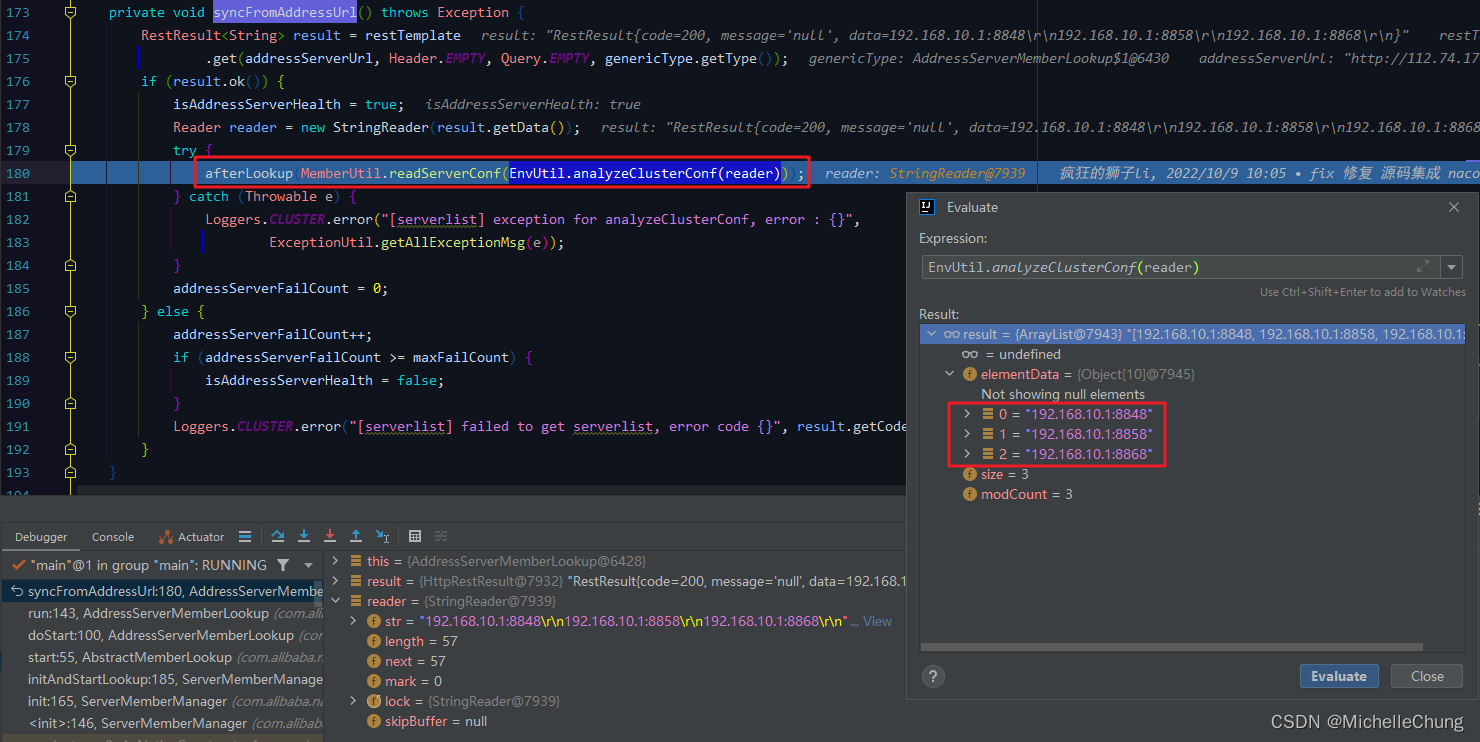 173 private void syncFromAddressUrl() throws Exception {
174 RestResult<String> result = restTemplate result: "RestResult{code=200, message='null', data=192.168.10.1:8848\r\n192.168.10.1:8858\r\n192.168.10.1:8868\r\n}" restT
175 .get(addressServerUrl, Header.EMPTY, Query.EMPTY, genericType.getType()); genericType: AddressServerMemberLookup$1@6430 addressServerUrl: "http://112.74.17
176 if (result.ok()) {
177 isAddressServerHealth = true; isAddressServerHealth: true
178 Reader reader = new StringReader(result.getData()); result: "RestResult{code=200, message='null', data=192.168.10.1:8848\r\n192.168.10.1:8858\r\n192.168.10.1:8868
179 try {
180 afterLookup(MemberUtil.readServerConf(EnvUtil.analyzeClusterConf(reader))); reader: StringReader@7939 疯狂的狮子li, 2022/10/9 10:05 • fix 修复 源码集成 naco
181 } catch (Throwable e) {
182 Loggers.CLUSTER.error("[serverlist] exception for analyzeClusterConf, error : {}",
183 ExceptionUtil.getAllExceptionMsg(e));
184 }
185 addressServerFailCount = 0;
186 } else {
187 addressServerFailCount++;
188 if (addressServerFailCount >= maxFailCount) {
189 isAddressServerHealth = false;
190 }
191 Loggers.CLUSTER.error("[serverlist] failed to get serverlist, error code {}", result.getCode
192 }
193 }
194
Evaluate
Expression:
EnvUtil.analyzeClusterConf(reader)
Use Ctrl+Shift+Enter to add to Watches
Result:
result = {ArrayList@7943} "[192.168.10.1:8848, 192.168.10.1:8858, 192.168.10.1:
= undefined
elementData = {Object[10]@7945}
Not showing null elements
0 = "192.168.10.1:8848"
1 = "192.168.10.1:8858"
2 = "192.168.10.1:8868"
size = 3
modCount = 3
? Evaluate Close
Debugger Console Actuator
"main"@1 in group "main": RUNNING
syncFromAddressUrl:180, AddressServerMembe
run:143, AddressServerMemberLookup (com.ali
doStart:100, AddressServerMemberLookup (con
start:55, AbstractMemberLookup (com.alibaba.n
initAndStartLookup:185, ServerMemberManage
init:165, ServerMemberManager (com.alibaba.na
<init>:146, ServerMemberManager (com.alibaba.
this = {AddressServerMemberLookup@6428}
result = {HttpRestResult@7932} "RestResult{code=200, message='null', data=192.168.1
reader = {StringReader@7939}
str = "192.168.10.1:8848\r\n192.168.10.1:8858\r\n192.168.10.1:8868\r\n"... View
length = 57
next = 57
mark = 0
lock = {StringReader@7939}
skipBuffer = null
CSDN @MichelleChung